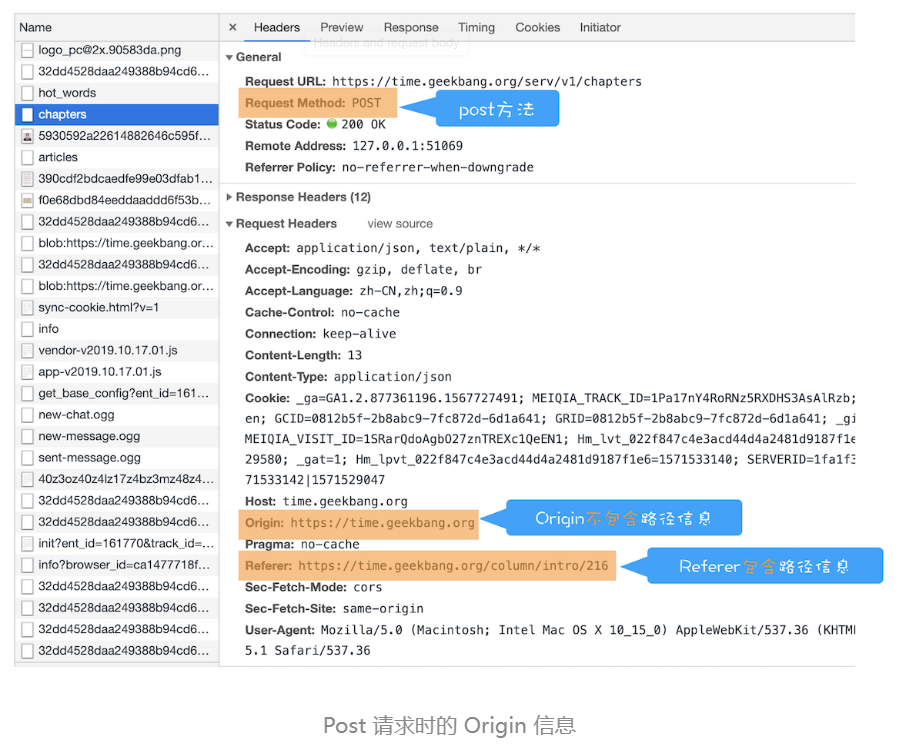 Name
logo_pc@2x.90583da.png
32dd4528daa249388b94cd6...
hot_words
chapters
5930592a22614882646c595f...
articles
390cdf2bdcaedfe99e03dfab1...
f0e68dbd84eeddaaddd6f53b...
32dd4528daa249388b94cd6...
blob:https://time.geekbang.or...
32dd4528daa249388b94cd6...
blob:https://time.geekbang.or...
sync-cookie.html?v=1
info
vendor-v2019.10.17.01.js
app-v2019.10.17.01.js
get_base_config?ent_id=161...
new-chat.ogg
new-message.ogg
sent-message.ogg
40z3oz40z4lz17z4bz3mz48z4...
32dd4528daa249388b94cd6...
32dd4528daa249388b94cd6...
init?ent_id=161770&track_id=...
info?browser_id=ca1477718f...
32dd4528daa249388b94cd6...
32dd4528daa249388b94cd6...
32dd4528daa249388b94cd6...
32dd4528daa249388b94cd6...
× Headers Preview Response Timing Cookies Initiator
Headers and request body
General
Request URL: https://time.geekbang.org/serv/v1/chapters
Request Method: POST
post方法
Status Code: 200 OK
Remote Address: 127.0.0.1:51069
Referrer Policy: no-referrer-when-downgrade
Response Headers (12)
Request Headers view source
Accept: application/json, text/plain, */*
Accept-Encoding: gzip, deflate, br
Accept-Language: zh-CN,zh;q=0.9
Cache-Control: no-cache
Connection: keep-alive
Content-Length: 13
Content-Type: application/json
Cookie: _ga=GA1.2.877361196.1567727491; MEIQIA_TRACK_ID=1Pa17nY4RoRNz5RXDHS3AsAlRzb;
en; GCID=0812b5f-2b8abc9-7fc872d-6d1a641; GRID=0812b5f-2b8abc9-7fc872d-6d1a641; _gi
MEIQIA_VISIT_ID=1SRarQdoAgbO27znTREXc1QeEN1; Hm_lvt_022f847c4e3acd44d4a2481d9187f1e
29580; _gat=1; Hm_lpvt_022f847c4e3acd44d4a2481d9187f1e6=1571533140; SERVERID=1fa1f3
71533142|1571529047
Host: time.geekbang.org
Origin: https://time.geekbang.org
Origin不包含路径信息
Pragma: no-cache
Referer: https://time.geekbang.org/column/intro/216
Referer包含路径信息
Sec-Fetch-Mode: cors
Sec-Fetch-Site: same-origin
User-Agent: Mozilla/5.0 (Macintosh; Intel Mac OS X 10_15_0) AppleWebKit/537.36 (KHTM
5.1 Safari/537.36
Post 请求时的 Origin 信息